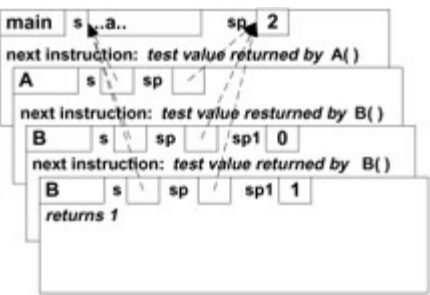 main s ..a.. sp 2
next instruction: test value returned by A( )
A s sp
next instruction: test value resturned by B( )
B s sp sp1 0
next instruction: test value returned by B( )
B s sp sp1 1
returns 1